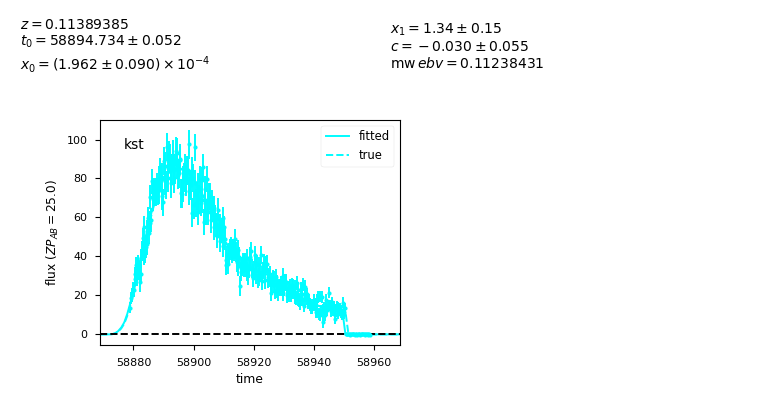 z = 0.11389385
t₀ = 58894.734 ± 0.052
x₀ = (1.962 ± 0.090) × 10⁻⁴
x₁ = 1.34 ± 0.15
c = −0.030 ± 0.055
mw ebv = 0.11238431
kst
fitted
true
100
80
60
40
20
0
flux (ZP_AB = 25.0)
58880 58900 58920 58940 58960
time